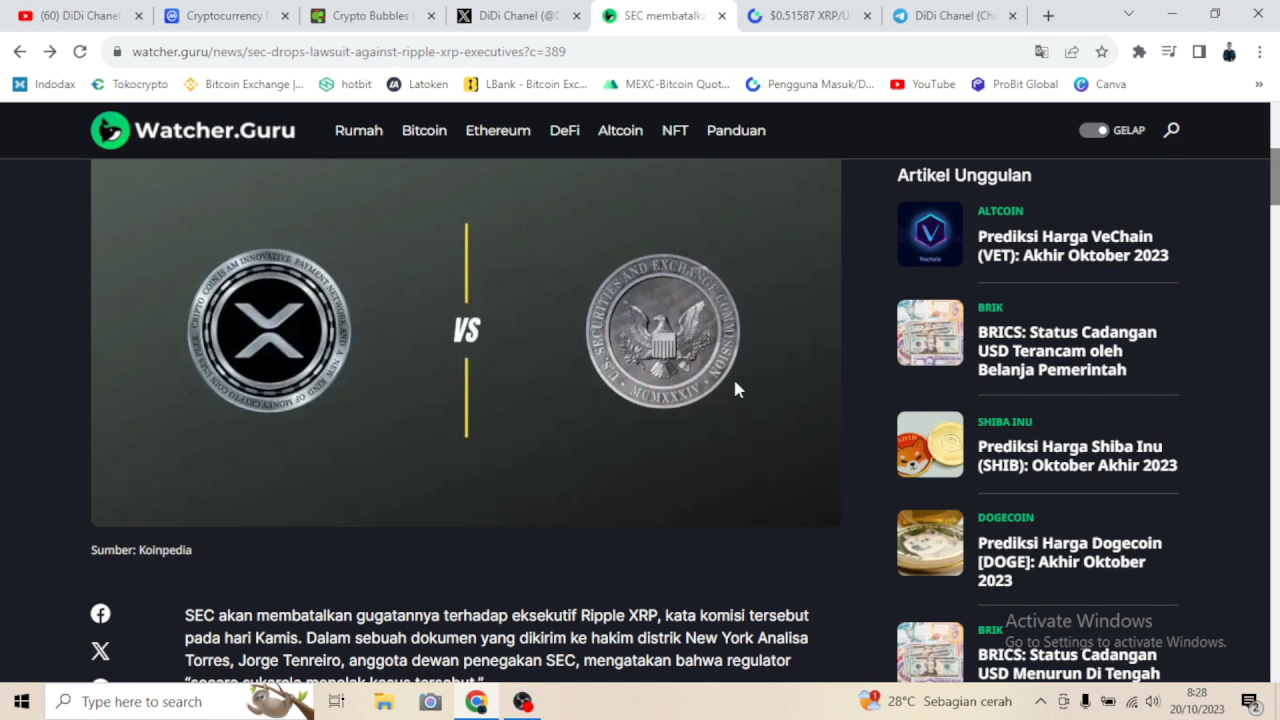 (60) DiDi Chanel
Cryptocurrency
Crypto Bubbles
DiDi Chanel (@
SEC membatalka
$0.51587 XRP/U
DiDi Chanel (Cha
watcher.guru/news/sec-drops-lawsuit-against-ripple-xrp-executives?c=389
Indodax
Tokocrypto
Bitcoin Exchange |...
hotbit
Latoken
LBank - Bitcoin Exc...
MEXC-Bitcoin Quot...
Pengguna Masuk/D...
YouTube
ProBit Global
Canva
»
Watcher.Guru
Rumah
Bitcoin
Ethereum
DeFi
Altcoin
NFT
Panduan
GELAP
VS
U.S. SECURITIES AND EXCHANGE COMMISSION
MCMXXXIV
Sumber: Koinpedia
SEC akan membatalkan gugatannya terhadap eksekutif Ripple XRP, kata komisi tersebut
pada hari Kamis. Dalam sebuah dokumen yang dikirim ke hakim distrik New York Analisa
Torres, Jorge Tenreiro, anggota dewan penegakan SEC, mengatakan bahwa regulator
Artikel Unggulan
ALTCOIN
Prediksi Harga VeChain
(VET): Akhir Oktober 2023
BRIK
BRICS: Status Cadangan
USD Terancam oleh
Belanja Pemerintah
SHIBA INU
Prediksi Harga Shiba Inu
(SHIB): Oktober Akhir 2023
DOGECOIN
Prediksi Harga Dogecoin
[DOGE]: Akhir Oktober
2023
BRIK
BRICS: Status Cadangan
USD Menurun Di Tengah
Activate Windows
Go to Settings to activate Windows.
Type here to search
28°C Sebagian cerah
8:28
20/10/2023
2